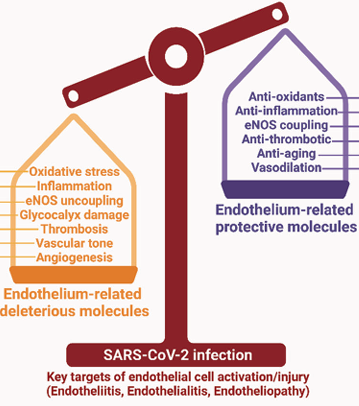 Anti-oxidants
Anti-inflammation
eNOS coupling
Anti-thrombotic
Anti-aging
Vasodilation
Endothelium-related
protective molecules
Oxidative stress
Inflammation
eNOS uncoupling
Glycocalyx damage
Thrombosis
Vascular tone
Angiogenesis
Endothelium-related
deleterious molecules
SARS-CoV-2 infection
Key targets of endothelial cell activation/injury
(Endotheliitis, Endothelialitis, Endotheliopathy)